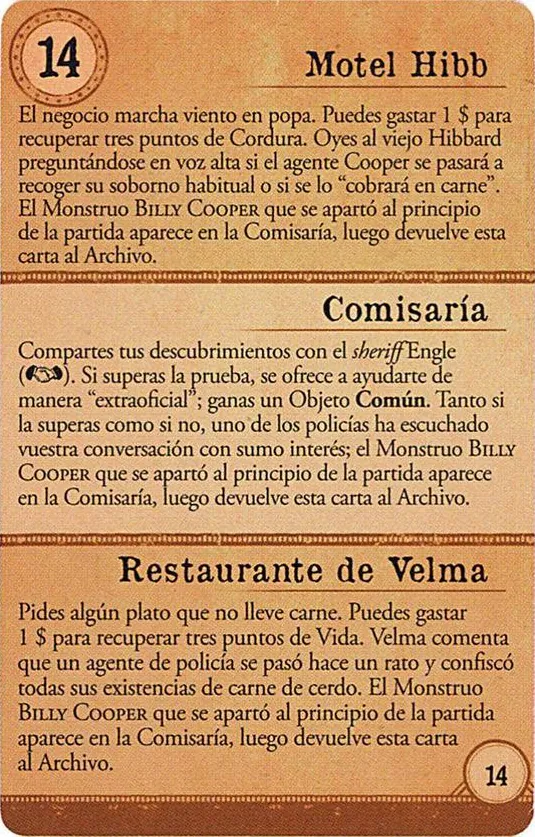 14
Motel Hibb
El negocio marcha viento en popa. Puedes gastar 1 $ para
recuperar tres puntos de Cordura. Oyes al viejo Hibbard
preguntándose en voz alta si el agente Cooper se pasará a
recoger su soborno habitual o si se lo “cobrará en carne”.
El Monstruo BILLY COOPER que se apartó al principio
de la partida aparece en la Comisaría, luego devuelve esta
carta al Archivo.
Comisaría
Compartes tus descubrimientos con el sheriff Engle
(). Si superas la prueba, se ofrece a ayudarte de
manera “extraoficial”; ganas un Objeto Común. Tanto si
la superas como si no, uno de los policías ha escuchado
vuestra conversación con sumo interés; el Monstruo BILLY
COOPER que se apartó al principio de la partida aparece
en la Comisaría, luego devuelve esta carta al Archivo.
Restaurante de Velma
Pides algún plato que no lleve carne. Puedes gastar
1 $ para recuperar tres puntos de Vida. Velma comenta
que un agente de policía se pasó hace un rato y confiscó
todas sus existencias de carne de cerdo. El Monstruo
BILLY COOPER que se apartó al principio de la partida
aparece en la Comisaría, luego devuelve esta carta
al Archivo.
14